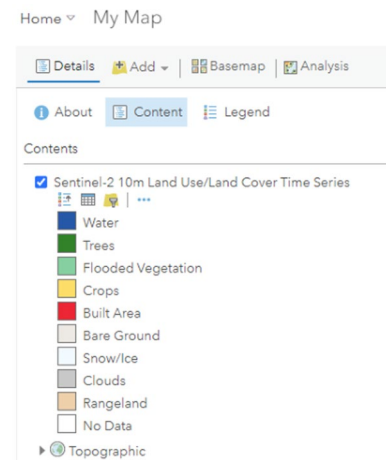 Home My Map
Details Add Basemap Analysis
About Content Legend
Contents
Sentinel-2 10m Land Use/Land Cover Time Series
Water
Trees
Flooded Vegetation
Crops
Built Area
Bare Ground
Snow/Ice
Clouds
Rangeland
No Data
Topographic